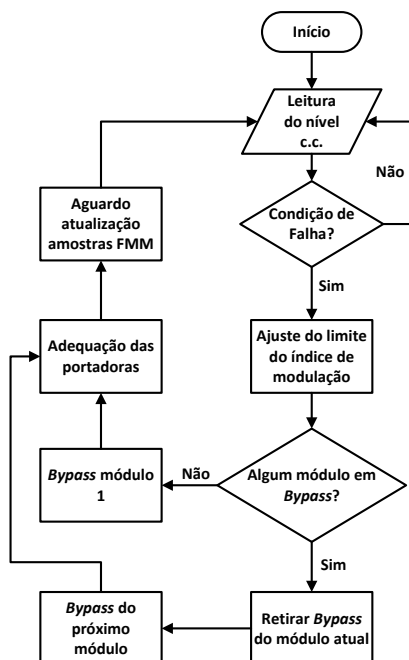 Início
Leitura
do nível
c.c.
Não
Condição de
Falha?
Sim
Aguardo
atualização
amostras FMM
Adequação das
portadoras
Ajuste do limite
do índice de
modulação
Bypass módulo
1
Não
Algum módulo em
Bypass?
Sim
Bypass do
próximo
módulo
Retirar Bypass
do módulo atual